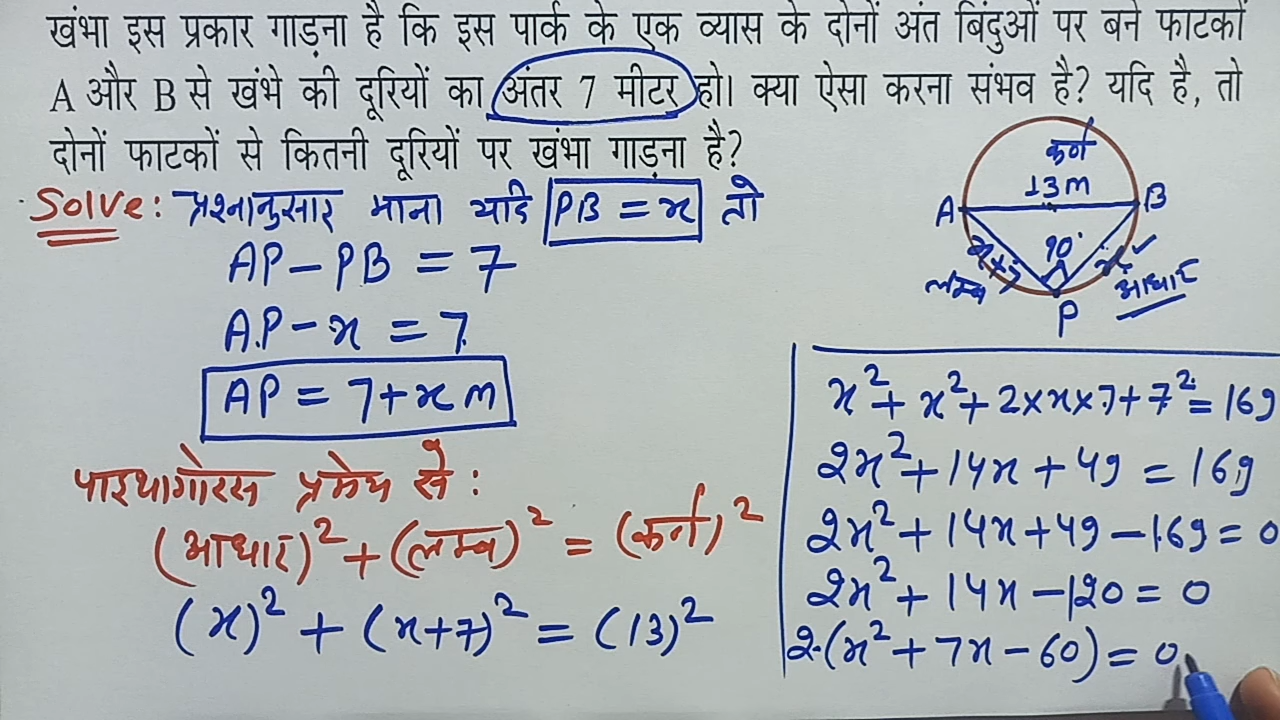 खंभा इस प्रकार गाड़ना है कि इस पार्क के एक व्यास के दोनों अंत बिंदुओं पर बने फाटकों
A और B से खंभे की दूरियों का अंतर 7 मीटर हो। क्या ऐसा करना संभव है? यदि है, तो
दोनों फाटकों से कितनी दूरियों पर खंभा गाड़ना है?
Solve: प्रश्नानुसार माना यदि PB = x तो
AP - PB = 7
AP - x = 7
AP = 7 + x m
पाइथागोरस प्रमेय से :
(आधार)² + (लम्ब)² = (कर्ण)²
(x)² + (x+7)² = (13)²
कर्ण
13 m
A
B
90°
x+7
x
लम्ब
आधार
P
x² + x² + 2×x×7 + 7² = 169
2x² + 14x + 49 = 169
2x² + 14x + 49 - 169 = 0
2x² + 14x - 120 = 0
2(x² + 7x - 60) = 0